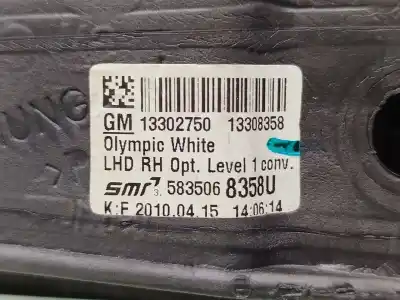 GM 13302750 13308358
Olympic White
LHD RH Opt. Level 1 conv.
smr 3. 583506 8358U
K:F 2010.04.15 14:06:14